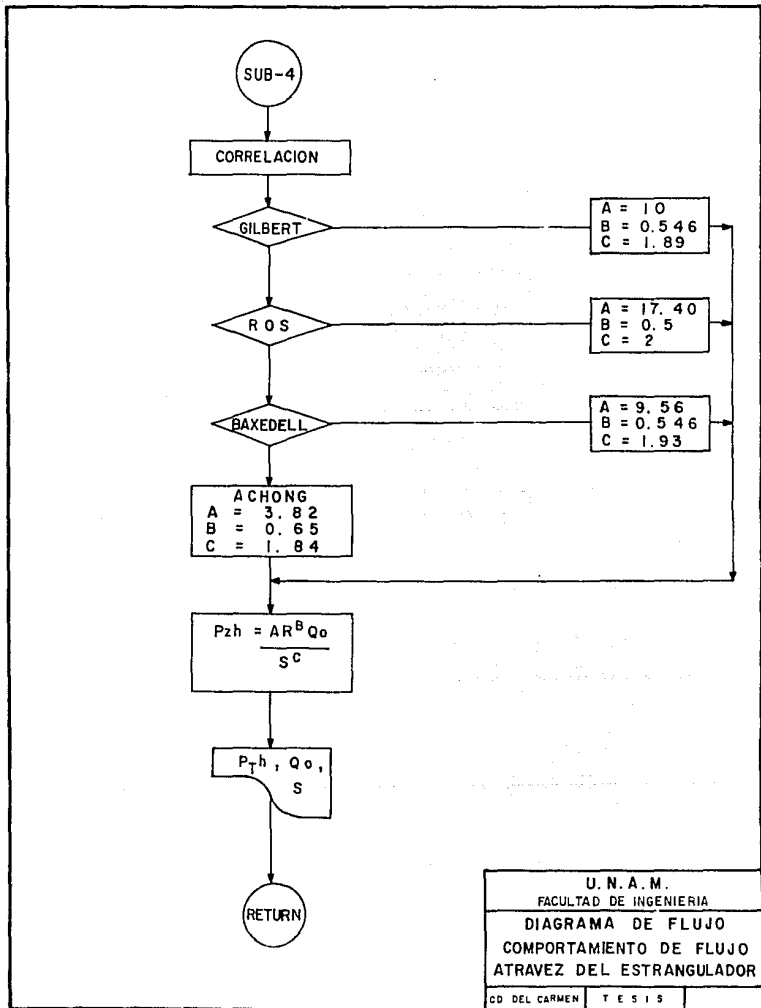 SUB-4
CORRELACION
GILBERT
A = 10
B = 0.546
C = 1.89
ROS
A = 17.40
B = 0.5
C = 2
BAXEDELL
A = 9.56
B = 0.546
C = 1.93
ACHONG
A = 3.82
B = 0.65
C = 1.84
Pzh = AR^B Qo
S^C
P_Th, Qo,
S
RETURN
U.N.A.M.
FACULTAD DE INGENIERIA
DIAGRAMA DE FLUJO
COMPORTAMIENTO DE FLUJO
ATRAVEZ DEL ESTRANGULADOR
CD DEL CARMEN TESIS